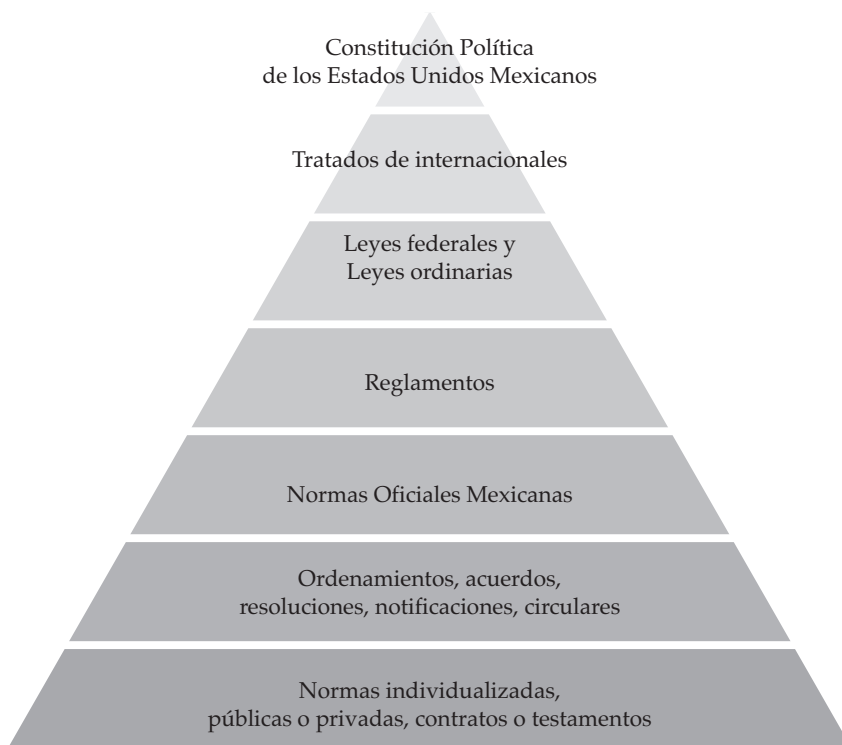 Constitución Política
de los Estados Unidos Mexicanos
Tratados de internacionales
Leyes federales y
Leyes ordinarias
Reglamentos
Normas Oficiales Mexicanas
Ordenamientos, acuerdos,
resoluciones, notificaciones, circulares
Normas individualizadas,
públicas o privadas, contratos o testamentos